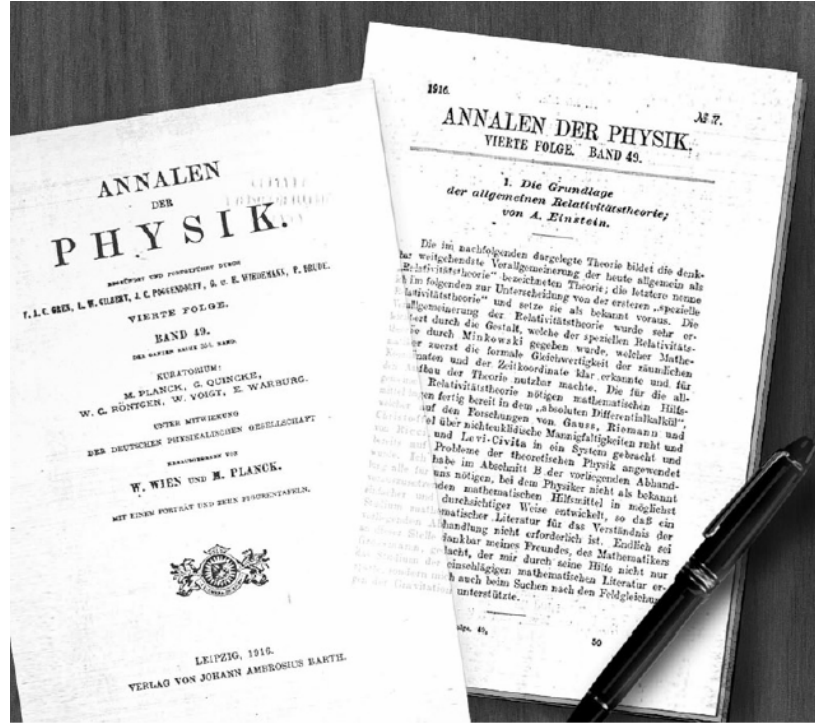 ANNALEN
DER
PHYSIK.
BEGRÜNDET UND FORTGEFÜHRT DURCH
F. A. C. GREN, L. W. GILBERT, J. C. POGGENDORFF, G. U. E. WIEDEMANN, P. DRUDE.
VIERTE FOLGE.
BAND 49.
DER GANZEN REIHE 354. BAND.
KURATORIUM:
M. PLANCK, G. QUINCKE,
W. C. RÖNTGEN, W. VOIGT, E. WARBURG.
UNTER MITWIRKUNG
DER DEUTSCHEN PHYSIKALISCHEN GESELLSCHAFT
HERAUSGEGEBEN VON
W. WIEN UND M. PLANCK.
MIT EINEM PORTRÄT UND ZEHN FIGURENTAFELN.
LEIPZIG, 1916.
VERLAG VON JOHANN AMBROSIUS BARTH.
1916.
№ 7.
ANNALEN DER PHYSIK.
VIERTE FOLGE. BAND 49.
1. Die Grundlage
der allgemeinen Relativitätstheorie;
von A. Einstein.
Die im nachfolgenden dargelegte Theorie bildet die denk-
bar weitgehendste Verallgemeinerung der heute allgemein als
„Relativitätstheorie“ bezeichneten Theorie; die letztere nenne
ich im folgenden zur Unterscheidung von der ersteren „spezielle
Relativitätstheorie“ und setze sie als bekannt voraus. Die
Verallgemeinerung der Relativitätstheorie wurde sehr er-
leichtert durch die Gestalt, welche der speziellen Relativitäts-
theorie durch Minkowski gegeben wurde, welcher Mathe-
matiker zuerst die formale Gleichwertigkeit der räumlichen
Koordinaten und der Zeitkoordinate klar erkannte und für
den Aufbau der Theorie nutzbar machte. Die für die all-
gemeine Relativitätstheorie nötigen mathematischen Hilfs-
mittel lagen fertig bereit in dem „absoluten Differentialkalkül“,
welcher auf den Forschungen von Gauss, Riemann und
Christoffel über nichteuklidische Mannigfaltigkeiten ruht und
von Ricci und Levi-Civita in ein System gebracht und
bereits auf Probleme der theoretischen Physik angewendet
wurde. Ich habe im Abschnitt B der vorliegenden Abhand-
lung alle für uns nötigen, bei dem Physiker nicht als bekannt
vorauszusetzenden mathematischen Hilfsmittel in möglichst
einfacher und durchsichtiger Weise entwickelt, so daß ein
Studium mathematischer Literatur für das Verständnis der
vorliegenden Abhandlung nicht erforderlich ist. Endlich sei
an dieser Stelle dankbar meines Freundes, des Mathematikers
Grossmann, gedacht, der mir durch seine Hilfe nicht nur
das Studium der einschlägigen mathematischen Literatur er-
sparte, sondern mich auch beim Suchen nach den Feldgleichun
gen der Gravitation unterstützte.
Folge. 49.
50